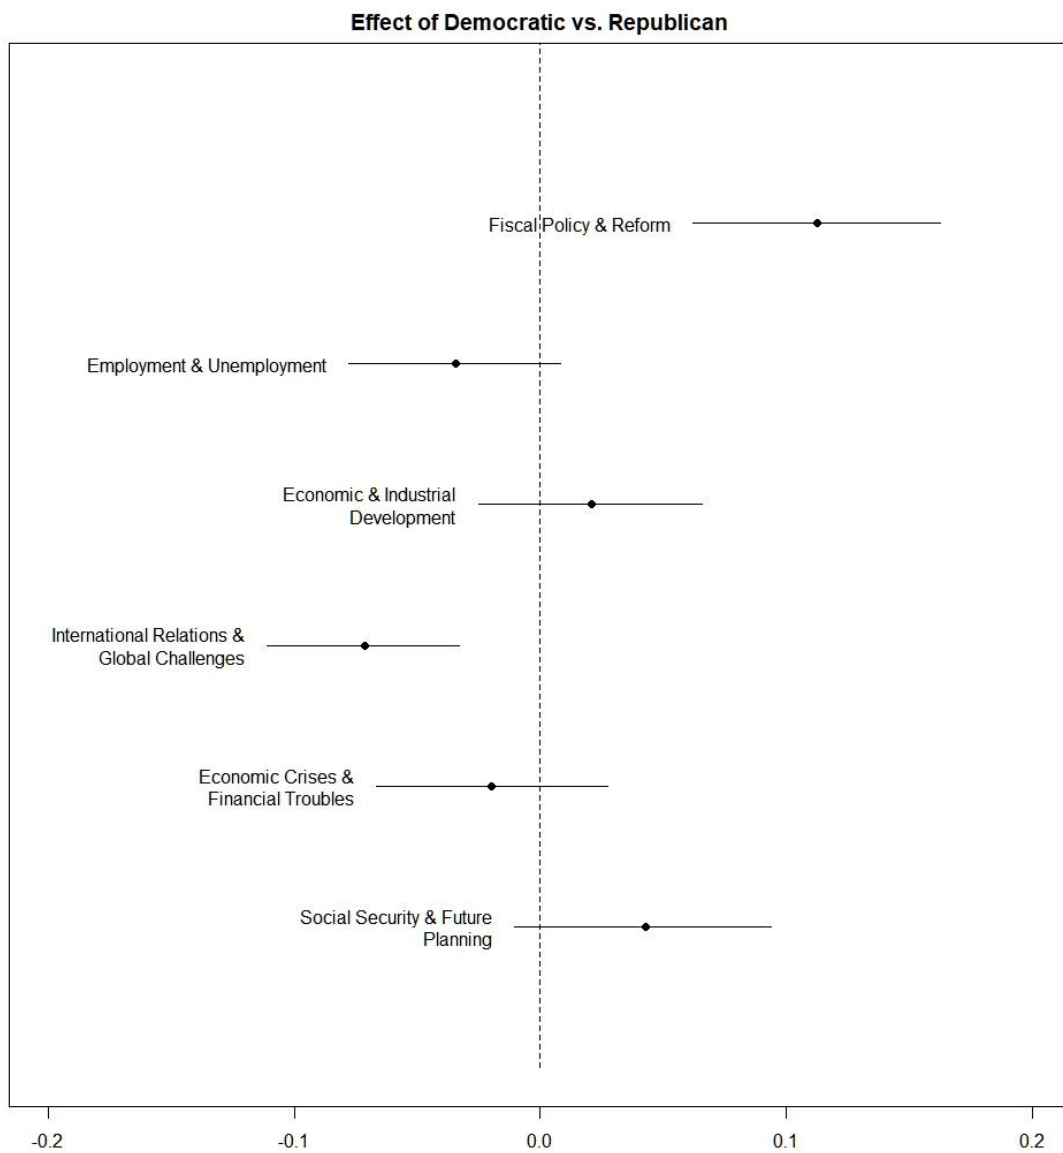 Effect of Democratic vs. Republican
Fiscal Policy & Reform
Employment & Unemployment
Economic & Industrial
Development
International Relations &
Global Challenges
Economic Crises &
Financial Troubles
Social Security & Future
Planning
-0.2 -0.1 0.0 0.1 0.2